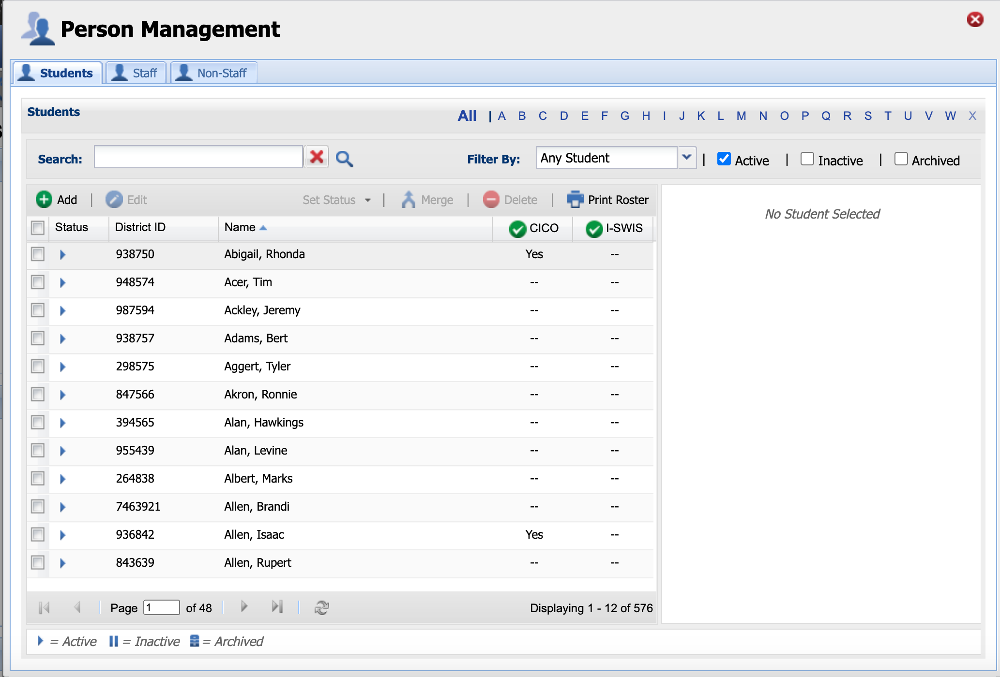 Person Management
Students Staff Non-Staff
Students All | A B C D E F G H I J K L M N O P Q R S T U V W X
Search: Filter By: Any Student | Active | Inactive | Archived
Add | Edit Set Status | Merge | Delete | Print Roster
No Student Selected
Status District ID Name CICO I-SWIS
938750 Abigail, Rhonda Yes --
948574 Acer, Tim -- --
987594 Ackley, Jeremy -- --
938757 Adams, Bert -- --
298575 Aggert, Tyler -- --
847566 Akron, Ronnie -- --
394565 Alan, Hawkings -- --
955439 Alan, Levine -- --
264838 Albert, Marks -- --
7463921 Allen, Brandi -- --
936842 Allen, Isaac Yes --
843639 Allen, Rupert -- --
Page 1 of 48 Displaying 1 - 12 of 576
= Active = Inactive = Archived